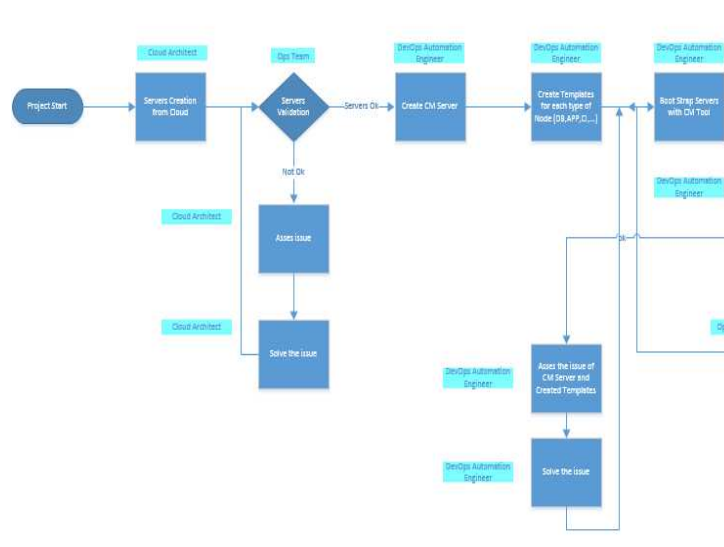 Cloud Architect
Ops Team
DevOps Automation
Engineer
DevOps Automation
Engineer
DevOps Automation
Engineer
Project Start
Servers Creation
from Cloud
Servers
Validation
Servers Ok
Create CM Server
Create Templates
for each type of
Node [DB,APP,CI,...]
Boot Strap Servers
with CM Tool
Not Ok
DevOps Automation
Engineer
Cloud Architect
Asses issue
Cloud Architect
Solve the issue
DevOps Automation
Engineer
Asses the issue of
CM Server and
Created Templates
DevOps Automation
Engineer
Solve the issue